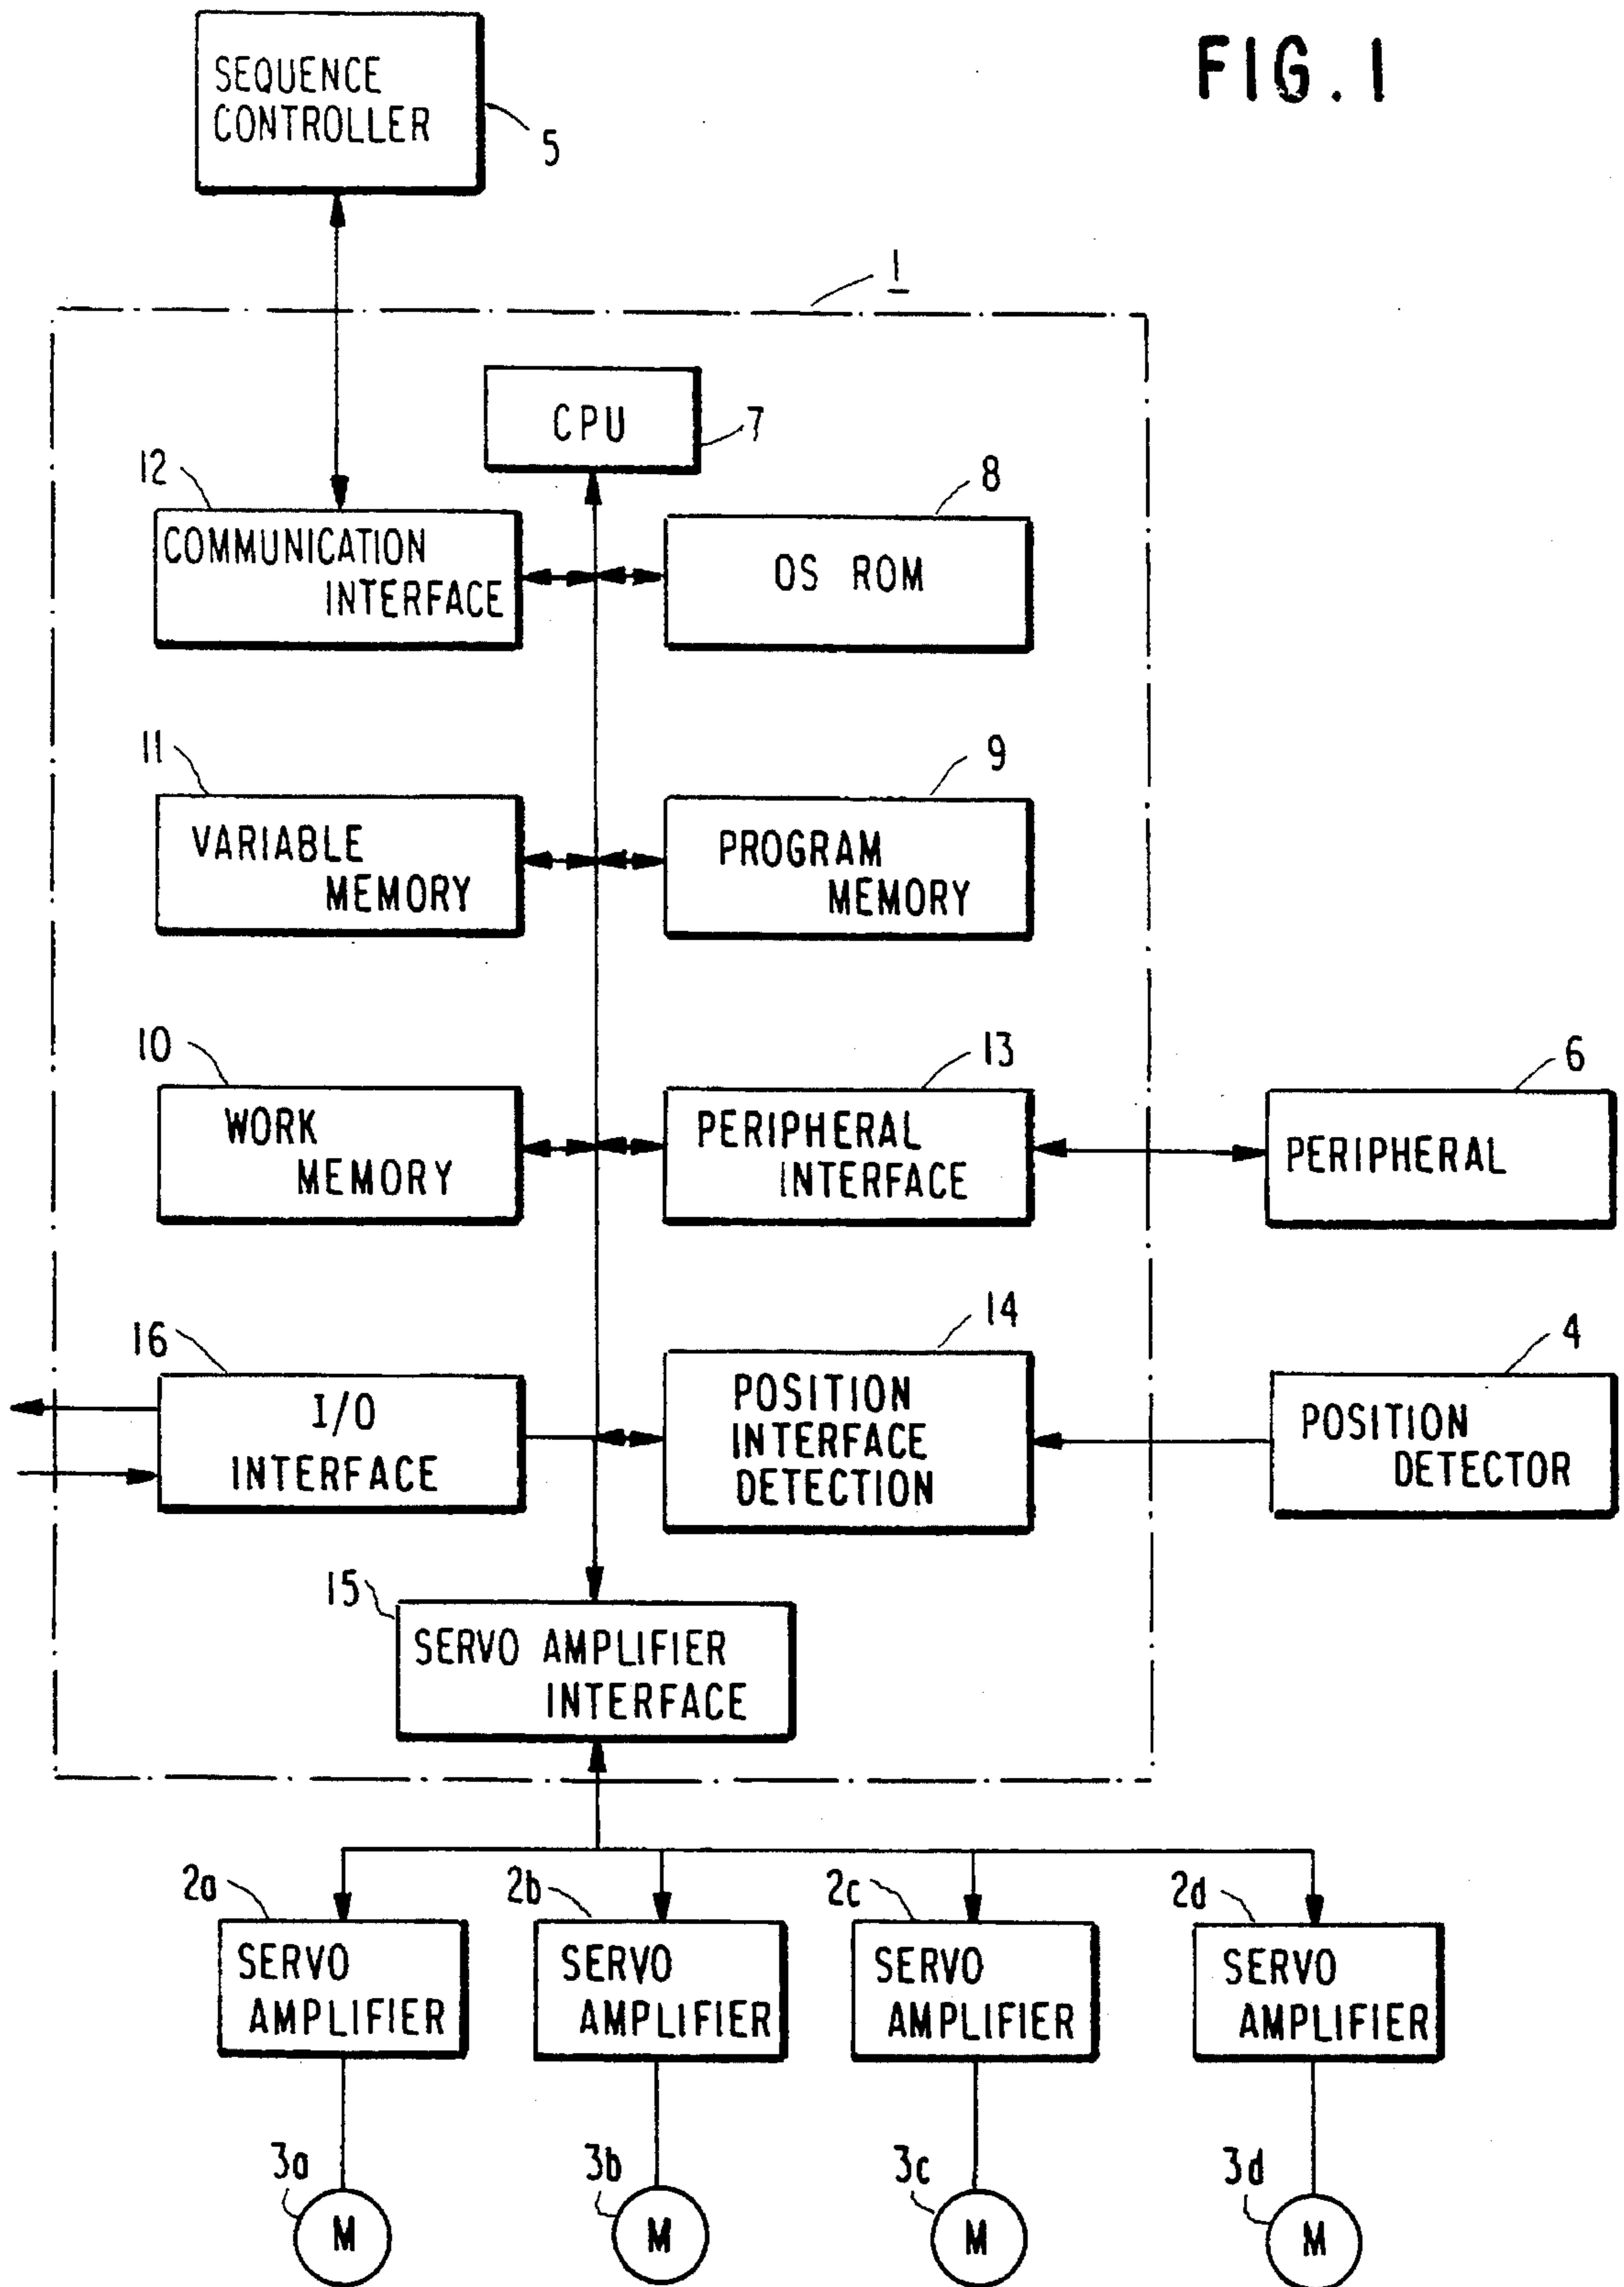 FIG. 1
SEQUENCE
CONTROLLER
5
1
CPU
7
12
COMMUNICATION
INTERFACE
8
OS ROM
11
VARIABLE
MEMORY
9
PROGRAM
MEMORY
10
WORK
MEMORY
13
PERIPHERAL
INTERFACE
6
PERIPHERAL
16
I/O
INTERFACE
14
POSITION
INTERFACE
DETECTION
4
POSITION
DETECTOR
15
SERVO AMPLIFIER
INTERFACE
2a
SERVO
AMPLIFIER
2b
SERVO
AMPLIFIER
2c
SERVO
AMPLIFIER
2d
SERVO
AMPLIFIER
3a
M
3b
M
3c
M
3d
M